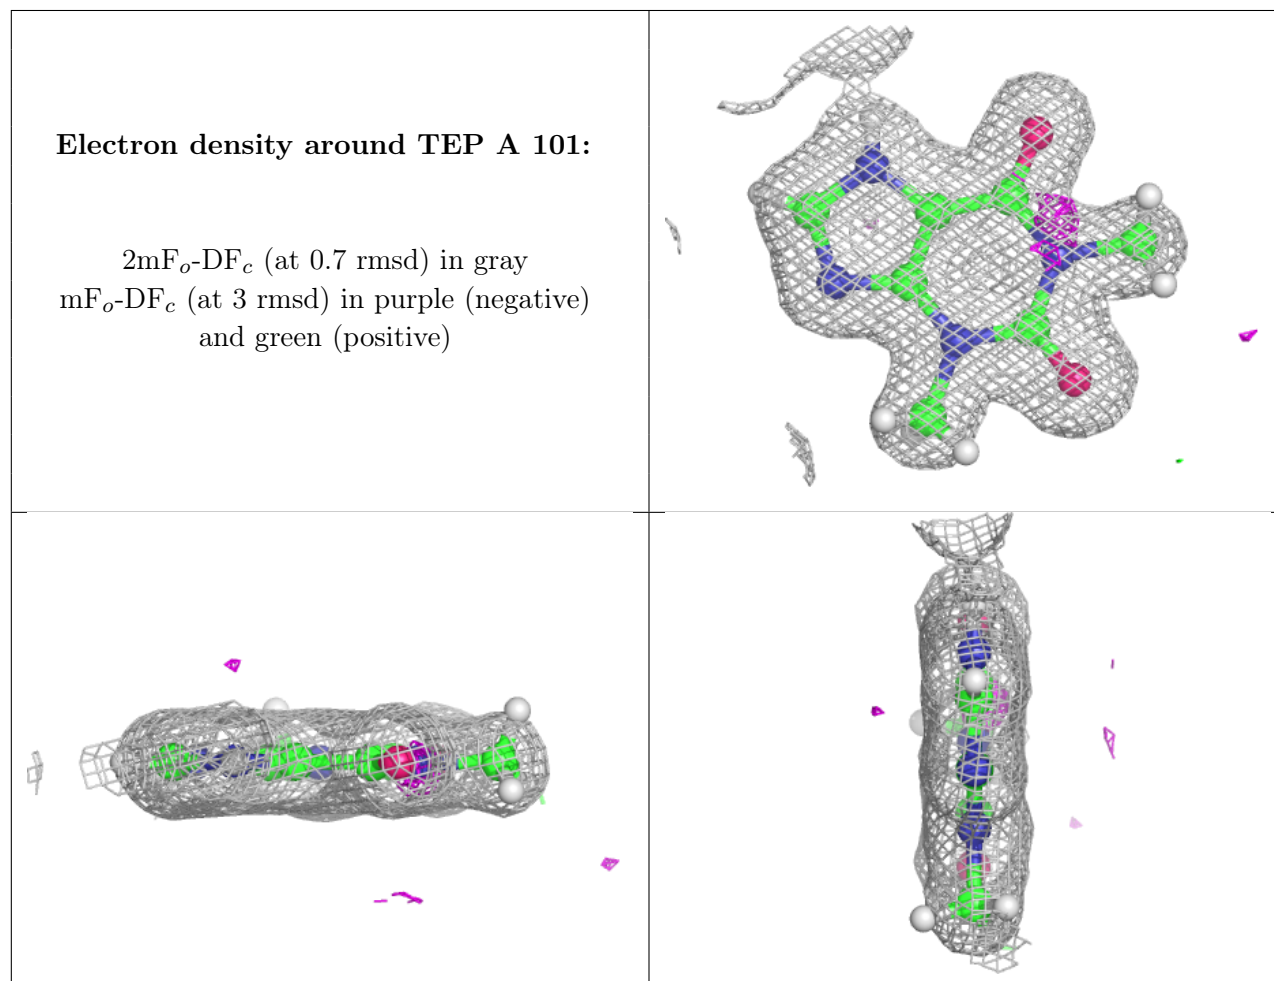 Electron density around TEP A 101:
2mFo-DFc (at 0.7 rmsd) in gray
mFo-DFc (at 3 rmsd) in purple (negative)
and green (positive)